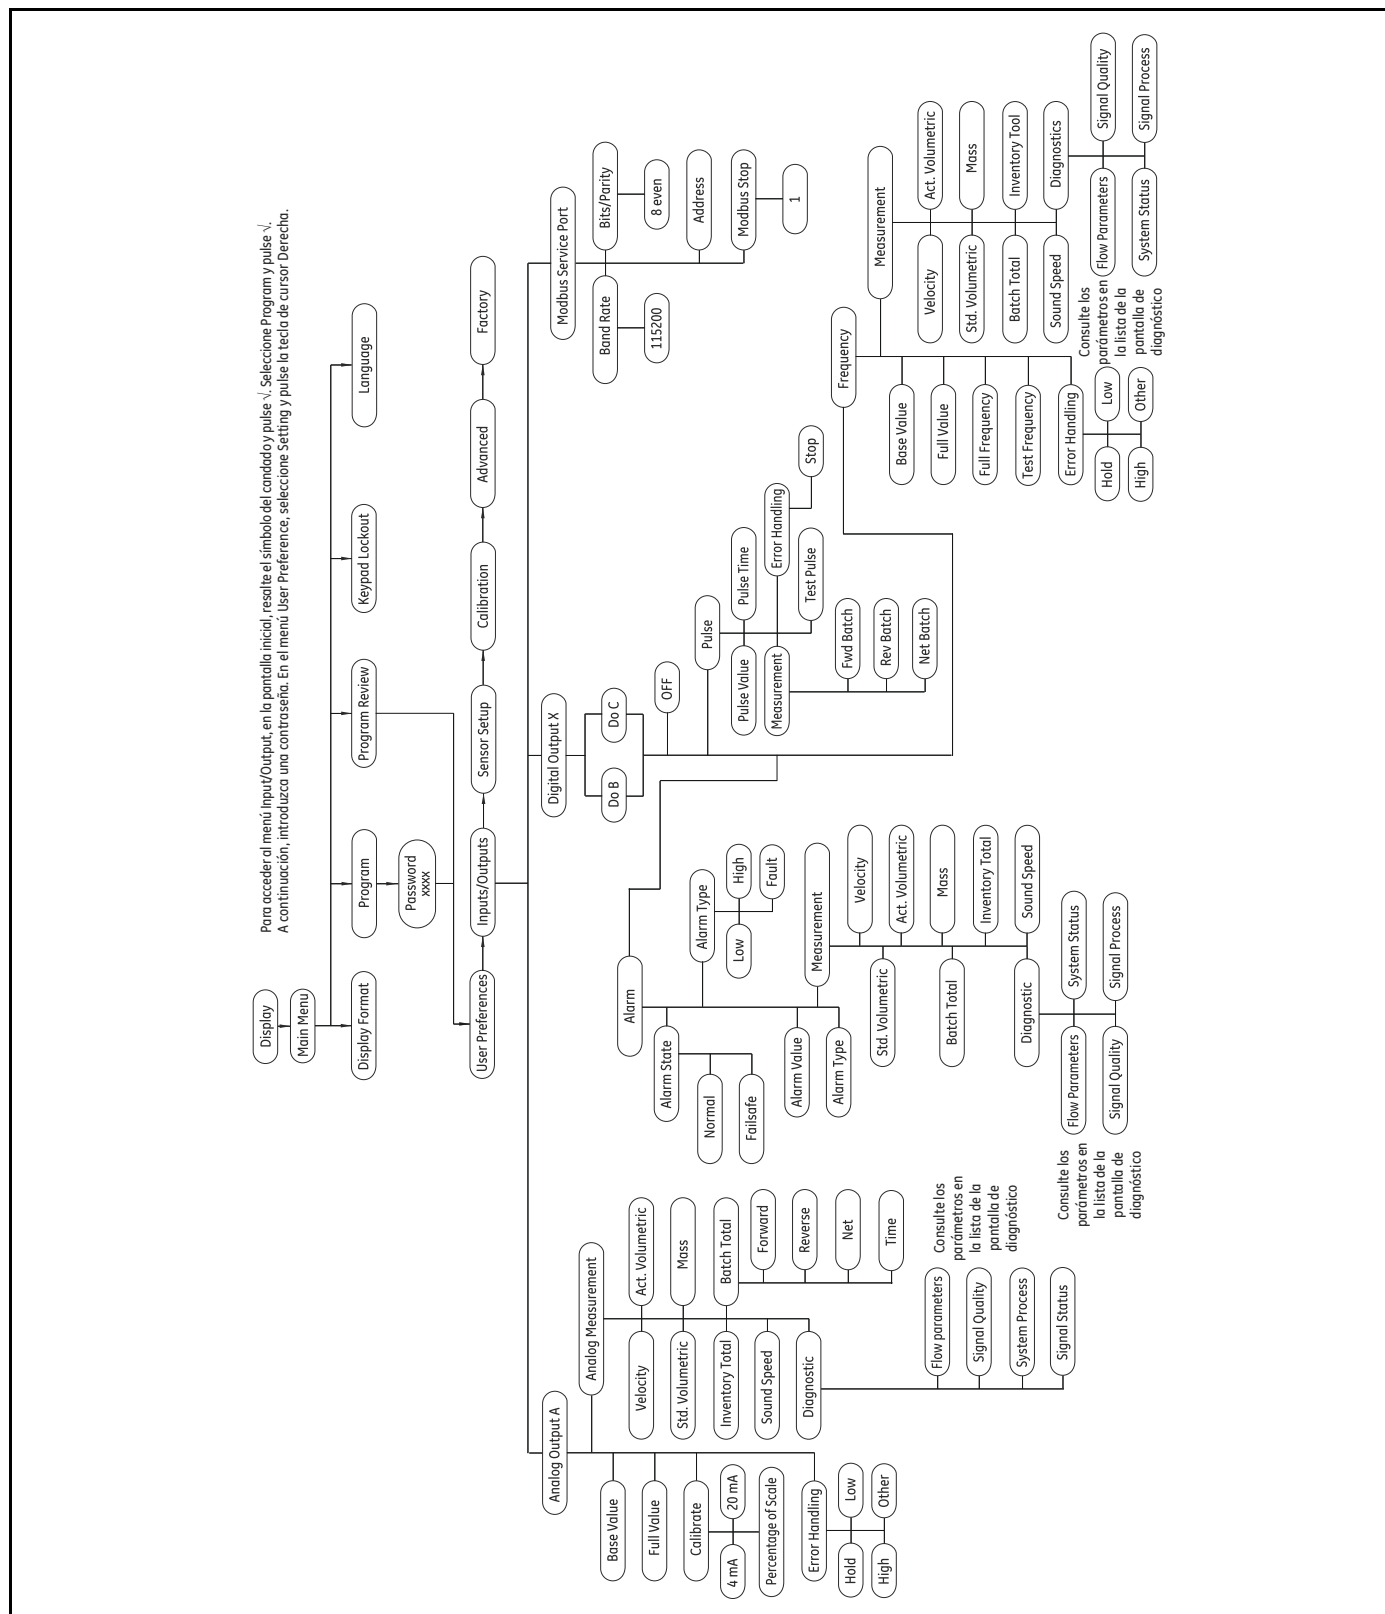 Para acceder al menú Input/Output, en la pantalla inicial, resalte el símbolo del candado y pulse √. Seleccione Program y pulse √.
A continuación, introduzca una contraseña. En el menú User Preference, seleccione Setting y pulse la tecla de cursor Derecha.
Display
Main Menu
Display Format
Program
Program Review
Keypad Lockout
Language
Password
xxxx
User Preferences
Inputs/Outputs
Sensor Setup
Calibration
Advanced
Factory
Analog Output A
Digital Output X
Modbus Service Port
Base Value
Full Value
Calibrate
4 mA
20 mA
Percentage of Scale
Error Handling
Hold
Low
High
Other
Analog Measurement
Velocity
Act. Volumetric
Std. Volumetric
Mass
Inventory Total
Batch Total
Forward
Reverse
Net
Time
Sound Speed
Diagnostic
Flow parameters
Signal Quality
System Process
Signal Status
Consulte los
parámetros en
la lista de la
pantalla de
diagnóstico
Do B
Do C
OFF
Alarm
Alarm State
Normal
Failsafe
Alarm Type
Low
High
Fault
Alarm Value
Alarm Type
Measurement
Velocity
Std. Volumetric
Act. Volumetric
Mass
Batch Total
Inventory Total
Sound Speed
Diagnostic
Flow Parameters
System Status
Signal Quality
Signal Process
Consulte los
parámetros en
la lista de la
pantalla de
diagnóstico
Pulse
Pulse Value
Pulse Time
Measurement
Error Handling
Stop
Test Pulse
Fwd Batch
Rev Batch
Net Batch
Frequency
Base Value
Full Value
Full Frequency
Test Frequency
Error Handling
Hold
Low
High
Other
Measurement
Velocity
Act. Volumetric
Std. Volumetric
Mass
Batch Total
Inventory Tool
Sound Speed
Diagnostics
Flow Parameters
Signal Quality
System Status
Signal Process
Consulte los
parámetros en
la lista de la
pantalla de
diagnóstico
Band Rate
115200
Bits/Parity
8 even
Address
Modbus Stop
1